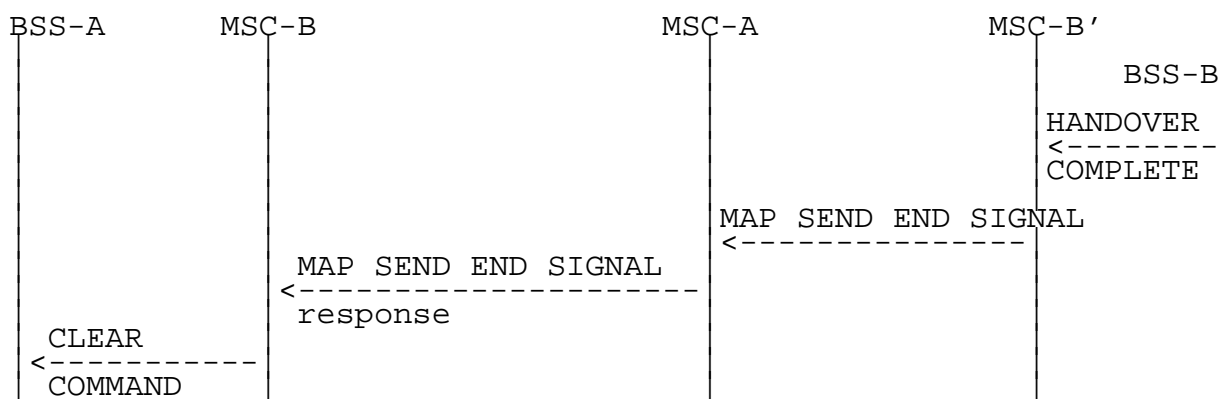 BSS-A MSC-B MSC-A MSC-B'
BSS-B
HANDOVER
COMPLETE
MAP SEND END SIGNAL
MAP SEND END SIGNAL
response
CLEAR
COMMAND